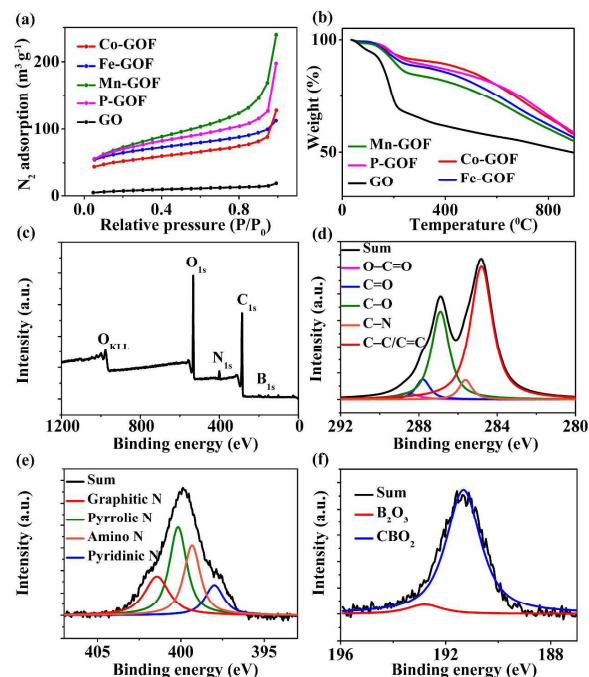 (a)
Co-GOF
Fe-GOF
Mn-GOF
P-GOF
GO
N2 adsorption (m3 g-1)
200
100
0
0.0 0.4 0.8
Relative pressure (P/P0)
(b)
100
50
Weight (%)
Mn-GOF
P-GOF
GO
Co-GOF
Fe-GOF
0 400 800
Temperature (0C)
(c)
O1s
C1s
OKLL
N1s
B1s
Intensity (a.u.)
1200 800 400 0
Binding energy (eV)
(d)
Sum
O–C=O
C=O
C–O
C–N
C–C/C=C
Intensity (a.u.)
292 288 284 280
Binding energy (eV)
(e)
Sum
Graphitic N
Pyrrolic N
Amino N
Pyridinic N
Intensity (a.u.)
405 400 395
Binding energy (eV)
(f)
Sum
B2O3
CBO2
Intensity (a.u.)
196 192 188
Binding energy (eV)